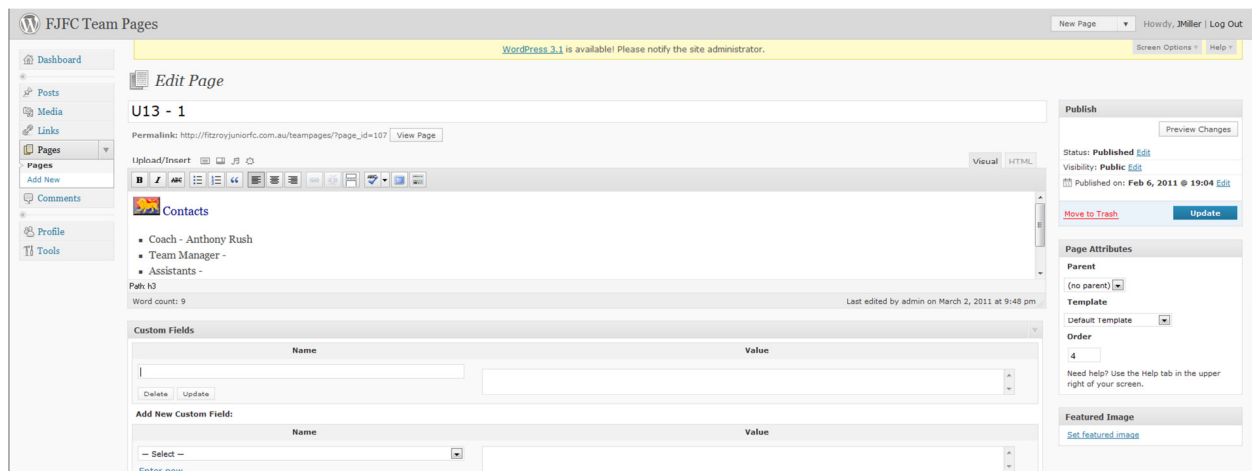 FJFC Team Pages
New Page
Howdy, JMiller | Log Out
WordPress 3.1 is available! Please notify the site administrator.
Screen Options
Help
Dashboard
Posts
Media
Links
Pages
Pages
Add New
Comments
Profile
Tools
Edit Page
U13 - 1
Permalink: http://fitzroyjuniorfc.com.au/teampages/?page_id=107 View Page
Upload/Insert
Visual HTML
B I ABC
ABC
Contacts
Coach - Anthony Rush
Team Manager -
Assistants -
Path: h3
Word count: 9
Last edited by admin on March 2, 2011 at 9:48 pm
Custom Fields
Name Value
Delete Update
Add New Custom Field:
Name Value
— Select —
Enter new
Publish
Preview Changes
Status: Published Edit
Visibility: Public Edit
Published on: Feb 6, 2011 @ 19:04 Edit
Move to Trash
Update
Page Attributes
Parent
(no parent)
Template
Default Template
Order
4
Need help? Use the Help tab in the upper
right of your screen.
Featured Image
Set featured image